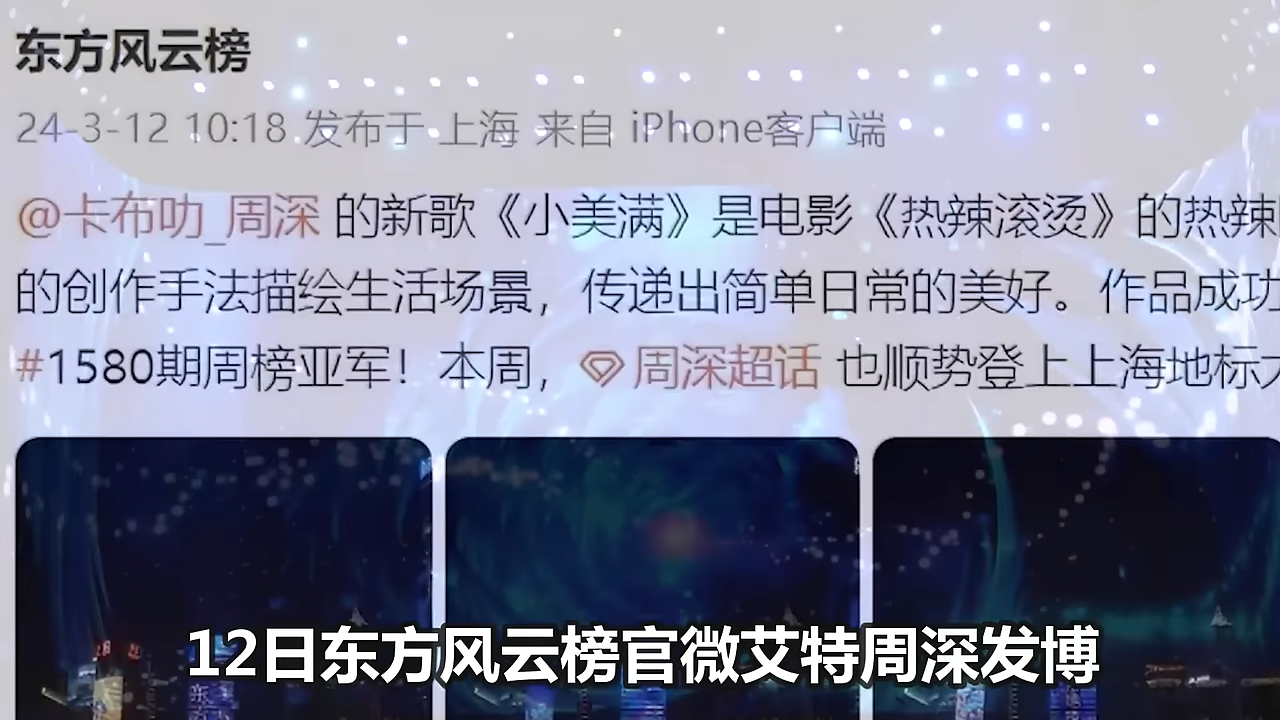 东方风云榜
24-3-12 10:18 发布于 上海 来自 iPhone客户端
@卡布叻_周深 的新歌《小美满》是电影《热辣滚烫》的热辣
的创作手法描绘生活场景，传递出简单日常的美好。作品成功
#1580期周榜亚军！本周，周深超话 也顺势登上上海地标
12日东方风云榜官微艾特周深发博